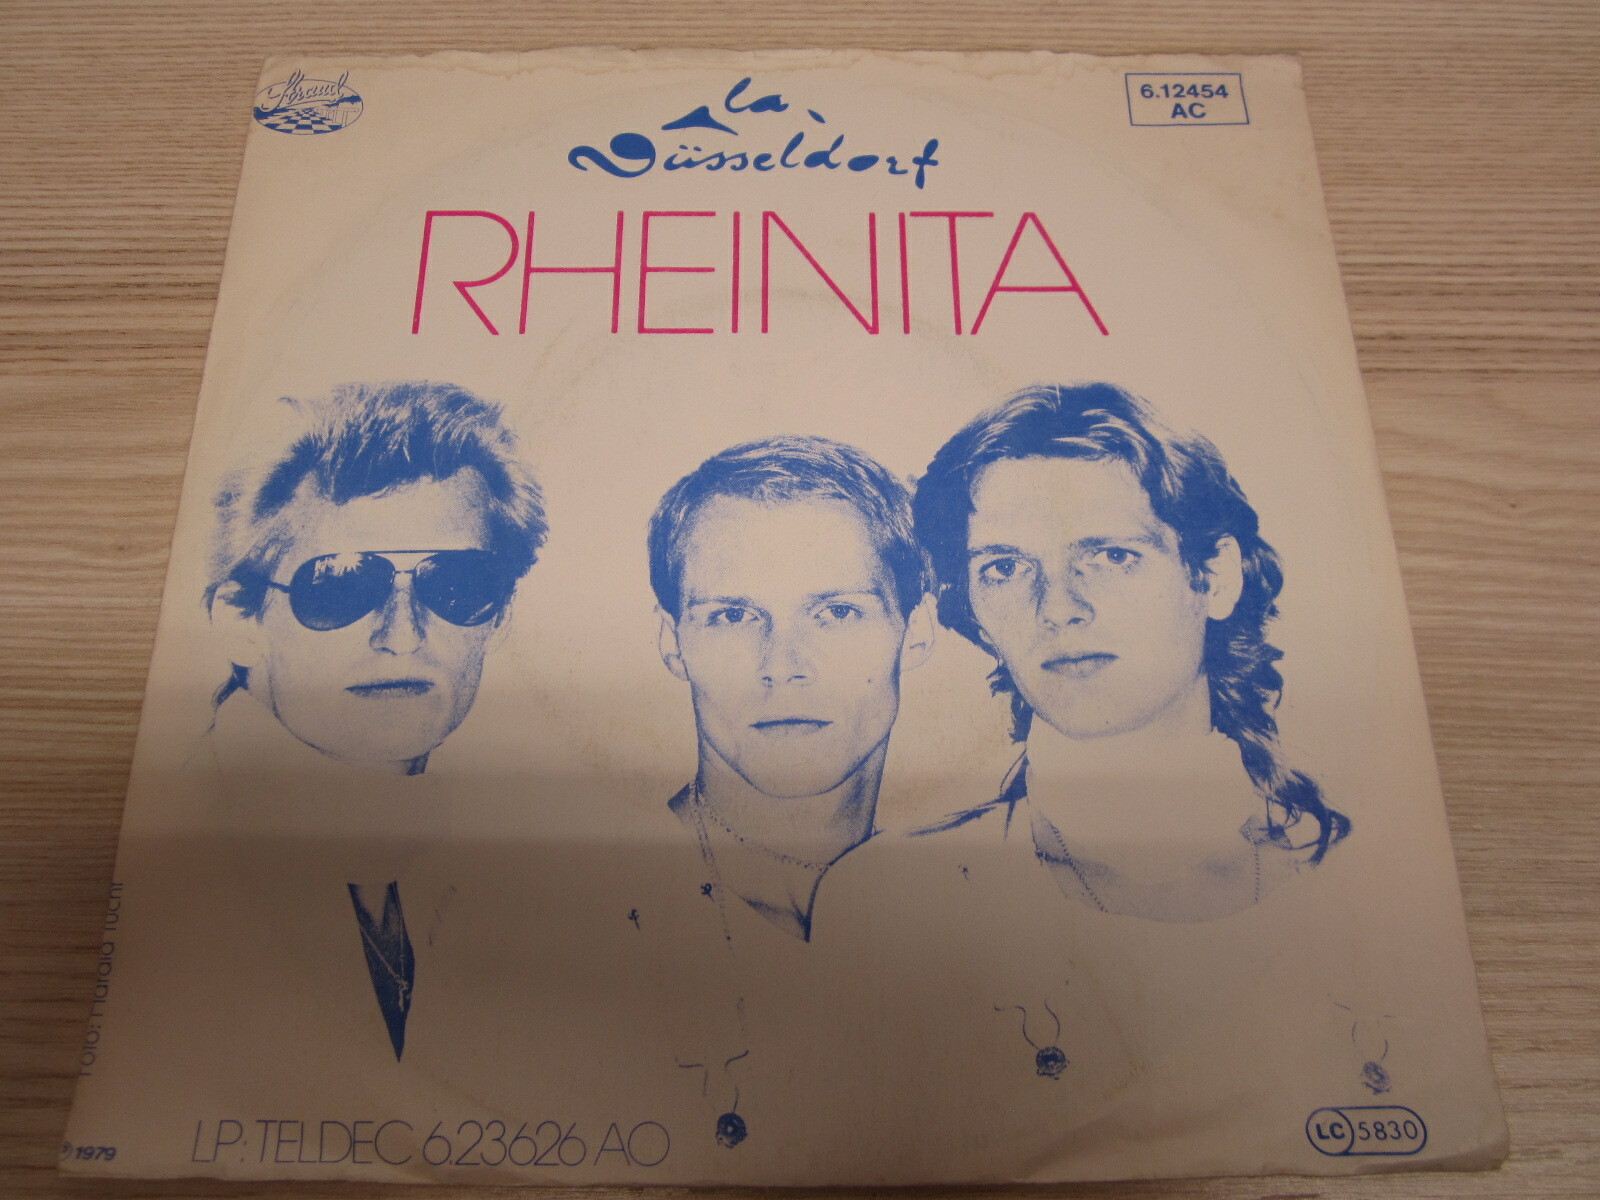 Strand
la
Düsseldorf
6.12454
AC
RHEINITA
Foto: Harald Tucht
℗ 1979
LP: TELDEC 6.23626 AO
LC 5830